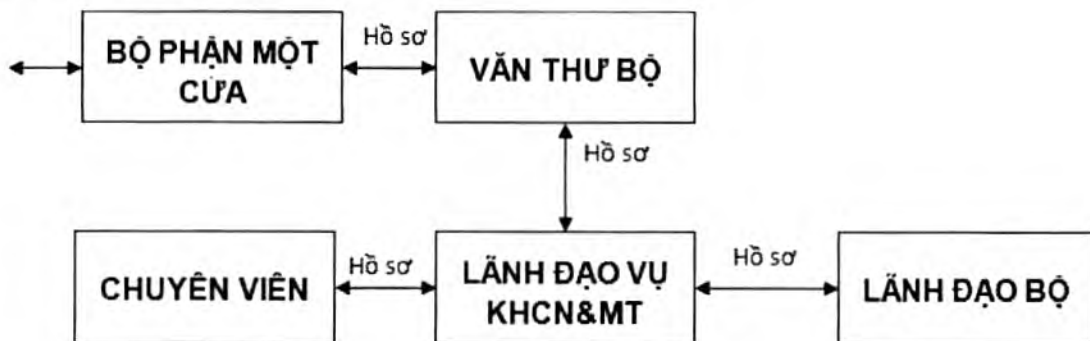 BỘ PHẬN MỘT
CỬA
Hồ sơ
VĂN THƯ BỘ
Hồ sơ
CHUYÊN VIÊN
Hồ sơ
LÃNH ĐẠO VỤ
KHCN&MT
Hồ sơ
LÃNH ĐẠO BỘ